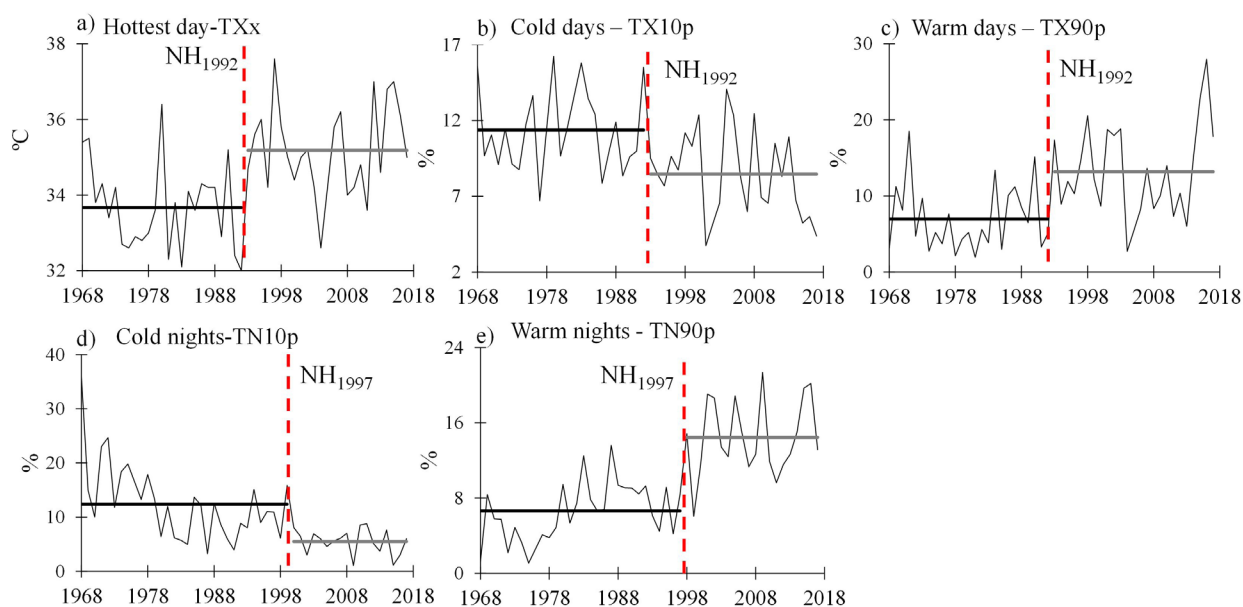 a) Hottest day-TXx
38
36
34
32
ºC
NH1992
1968 1978 1988 1998 2008 2018
b) Cold days – TX10p
17
12
7
2
%
NH1992
1968 1978 1988 1998 2008 2018
c) Warm days – TX90p
30
20
10
0
%
NH1992
1968 1978 1988 1998 2008 2018
d) Cold nights-TN10p
40
30
20
10
0
%
NH1997
1968 1978 1988 1998 2008 2018
e) Warm nights - TN90p
24
16
8
0
%
NH1997
1968 1978 1988 1998 2008 2018